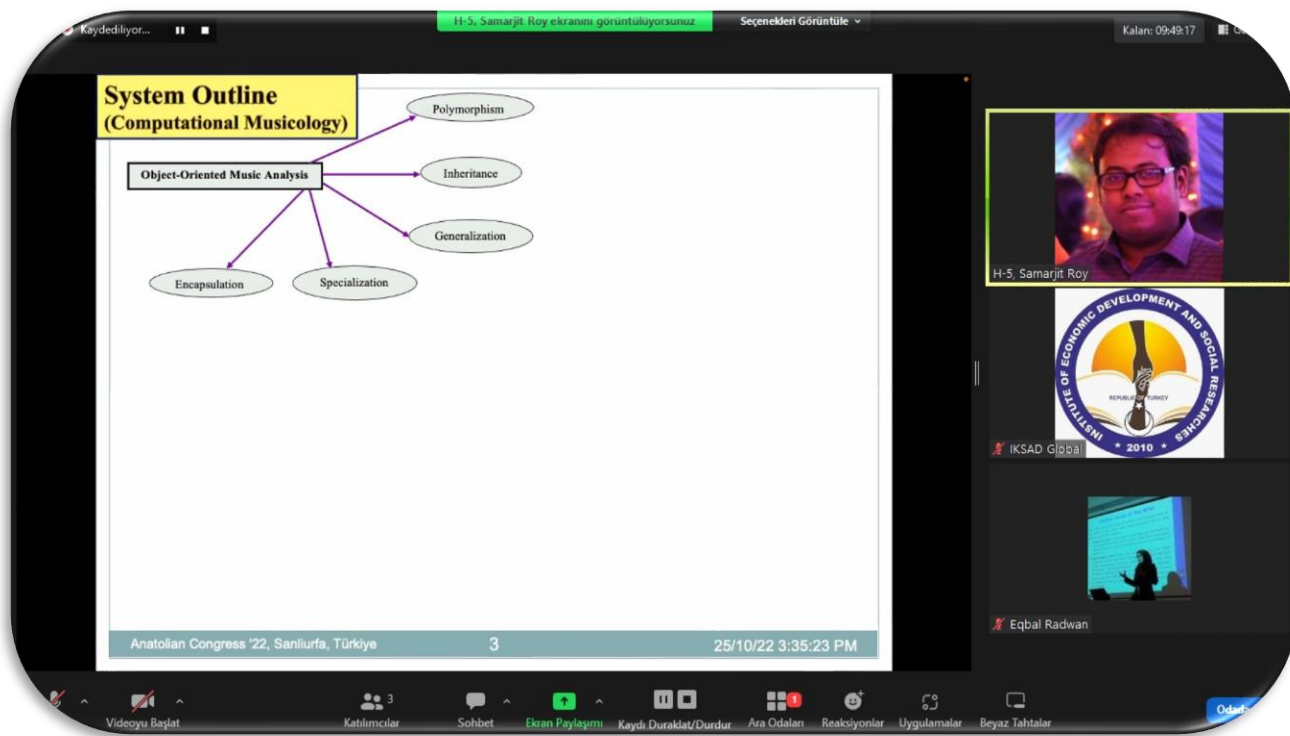 Kaydediliyor...
H-5, Samarjit Roy ekranını görüntülüyorsunuz
Seçenekleri Görüntüle
Kalan: 09:49:17
System Outline
(Computational Musicology)
Polymorphism
Object-Oriented Music Analysis
Inheritance
Generalization
Encapsulation
Specialization
Anatolian Congress '22, Sanliurfa, Türkiye
3
25/10/22 3:35:23 PM
H-5, Samarjit Roy
INSTITUTE OF ECONOMIC DEVELOPMENT AND SOCIAL RESEARCHES
REPUBLIC OF TURKEY
* 2010 *
IKSAD Global
Eqbal Radwan
Videoyu Başlat
3
Katılımcılar
Sohbet
Ekran Paylaşımı
Kaydı Duraklat/Durdur
1
Ara Odaları
Reaksiyonlar
Uygulamalar
Beyaz Tahtalar